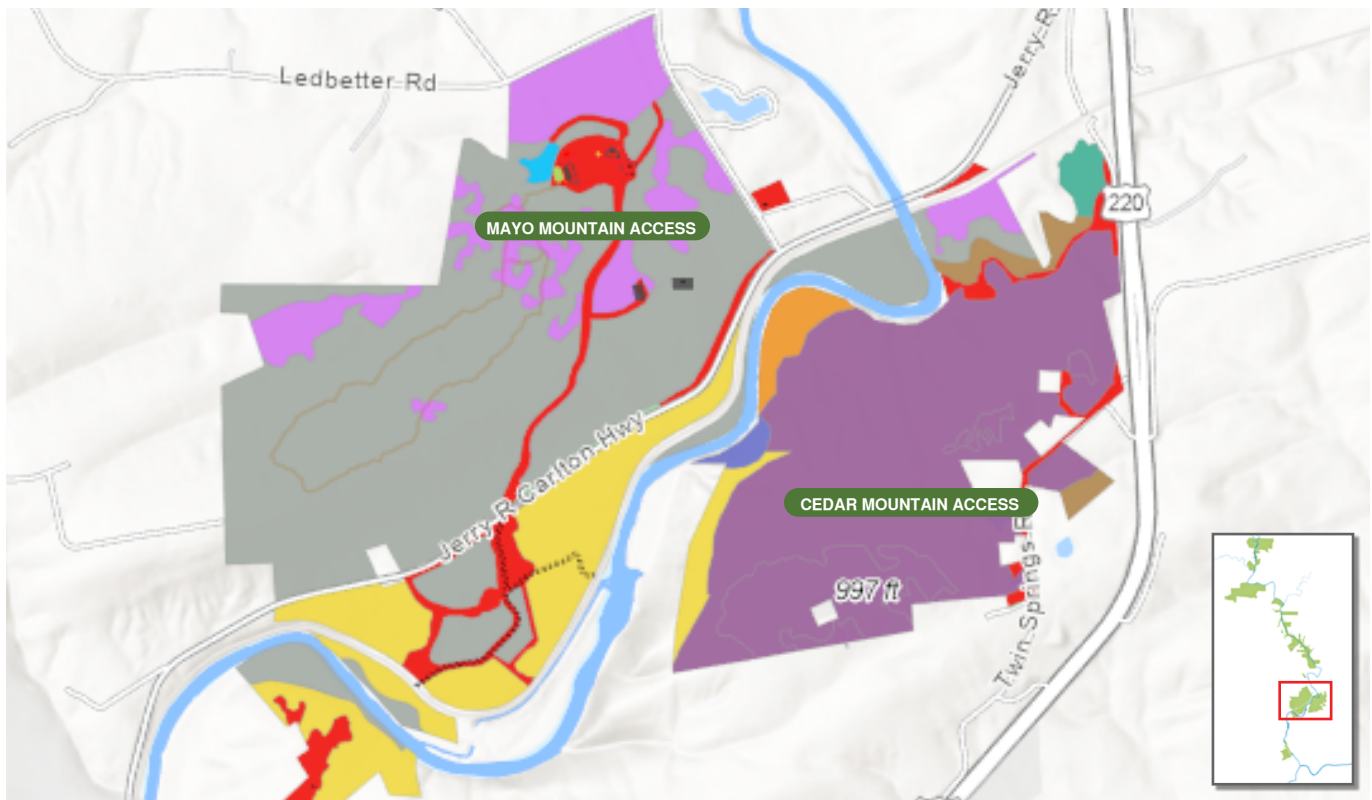 Ledbetter Rd
Jerry-R
220
MAYO MOUNTAIN ACCESS
Jerry R Carlton Hwy
CEDAR MOUNTAIN ACCESS
997 ft
Twin Springs R